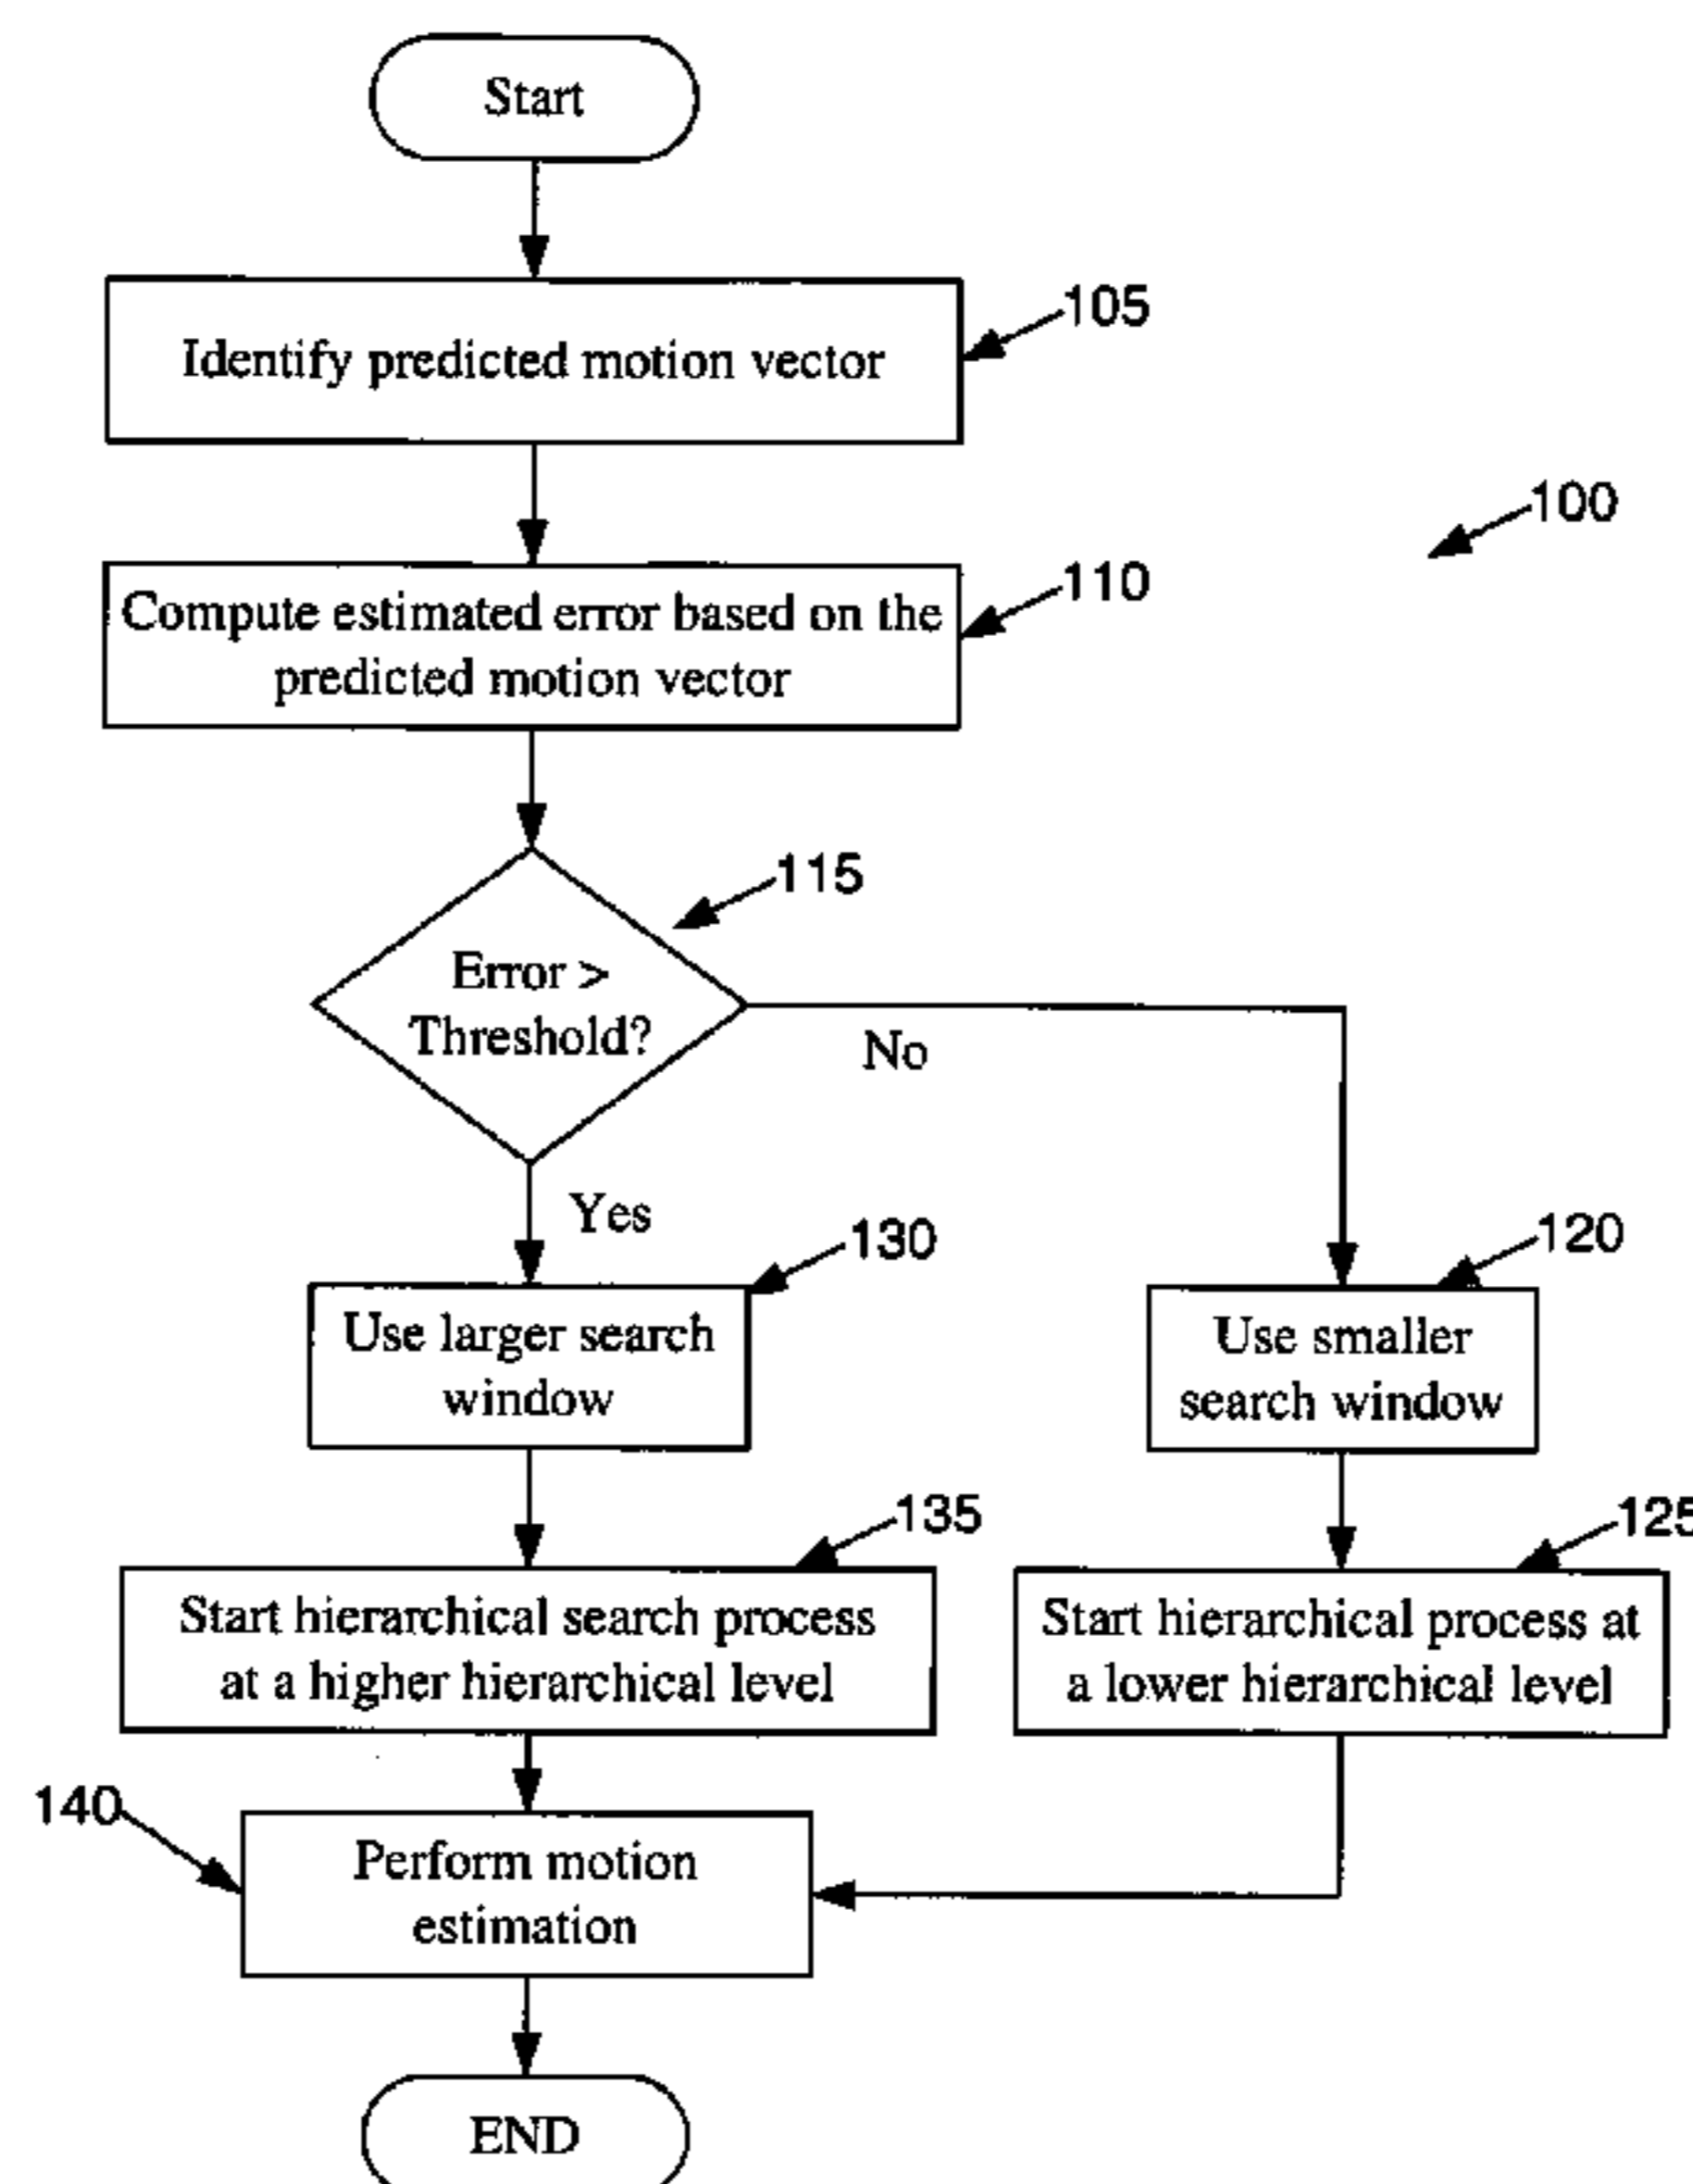 Start
Identify predicted motion vector
105
100
Compute estimated error based on the
predicted motion vector
110
115
Error >
Threshold?
No
Yes
130
120
Use larger search
window
Use smaller
search window
135
125
Start hierarchical search process
at a higher hierarchical level
Start hierarchical process at
a lower hierarchical level
140
Perform motion
estimation
END